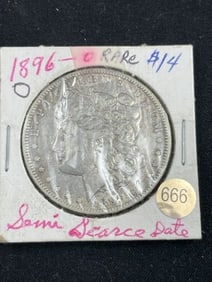 1896-O RARE $14
O
666
Semi Scarce Date